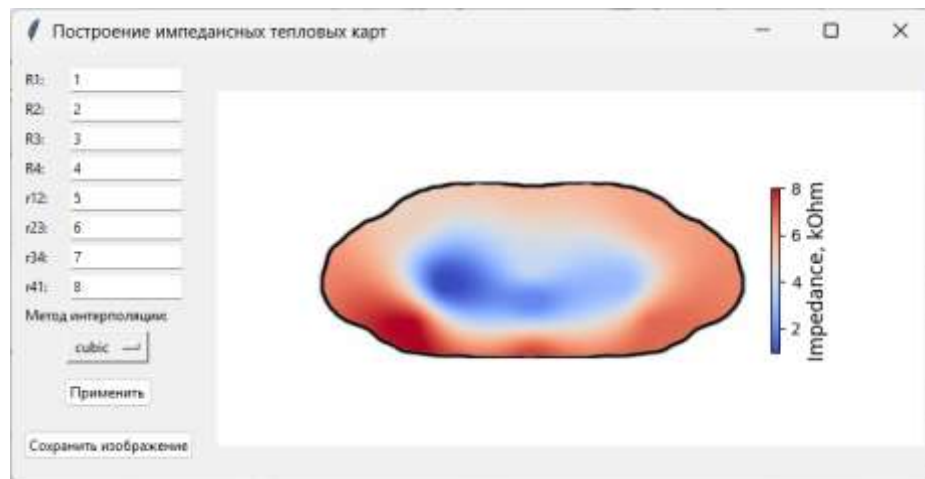 Построение импедансных тепловых карт
R1: 1
R2: 2
R3: 3
R4: 4
r12: 5
r23: 6
r34: 7
r41: 8
Метод интерполяции:
cubic
Применить
Сохранить изображение
8
6
4
2
Impedance, kOhm